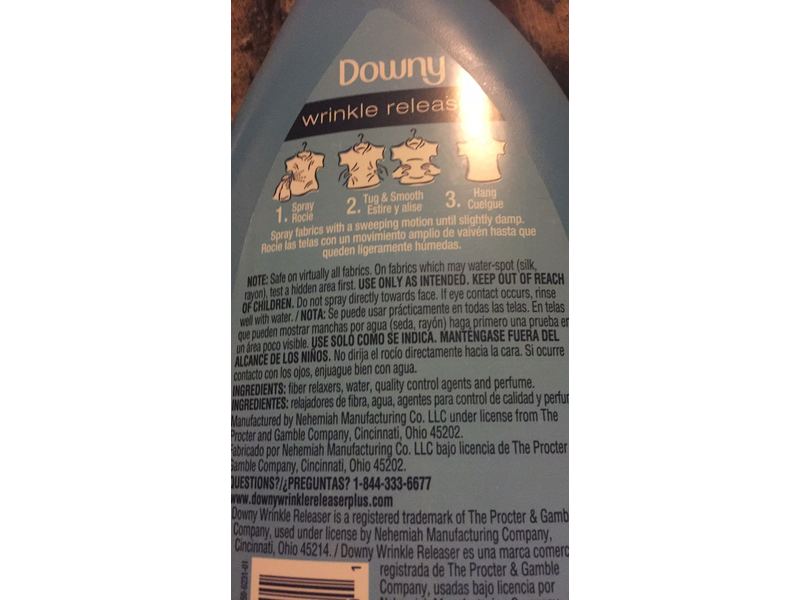 Downy
wrinkle releas
1. Spray
Rocíe
2. Tug & Smooth
Estire y alise
3. Hang
Cuelgue
Spray fabrics with a sweeping motion until slightly damp.
Rocíe las telas con un movimiento amplio de vaivén hasta que
queden ligeramente húmedas.
NOTE: Safe on virtually all fabrics. On fabrics which may water-spot (silk,
rayon), test a hidden area first. USE ONLY AS INTENDED. KEEP OUT OF REACH
OF CHILDREN. Do not spray directly towards face. If eye contact occurs, rinse
well with water. / NOTA: Se puede usar prácticamente en todas las telas. En telas
que pueden mostrar manchas por agua (seda, rayón) haga primero una prueba en
un área poco visible. USE SOLO COMO SE INDICA. MANTÉNGASE FUERA DEL
ALCANCE DE LOS NIÑOS. No dirija el rocío directamente hacia la cara. Si ocurre
contacto con los ojos, enjuague bien con agua.
INGREDIENTS: fiber relaxers, water, quality control agents and perfume.
INGREDIENTES: relajadores de fibra, agua, agentes para control de calidad y perfum
Manufactured by Nehemiah Manufacturing Co. LLC under license from The
Procter and Gamble Company, Cincinnati, Ohio 45202.
Fabricado por Nehemiah Manufacturing Co. LLC bajo licencia de The Procter
Gamble Company, Cincinnati, Ohio 45202.
QUESTIONS?/¿PREGUNTAS? 1-844-333-6677
www.downywrinklereleaserplus.com
Downy Wrinkle Releaser is a registered trademark of The Procter & Gamb
Company, used under license by Nehemiah Manufacturing Company,
Cincinnati, Ohio 45214. / Downy Wrinkle Releaser es una marca comerc
registrada de The Procter & Gamble
Company, usadas bajo licencia por